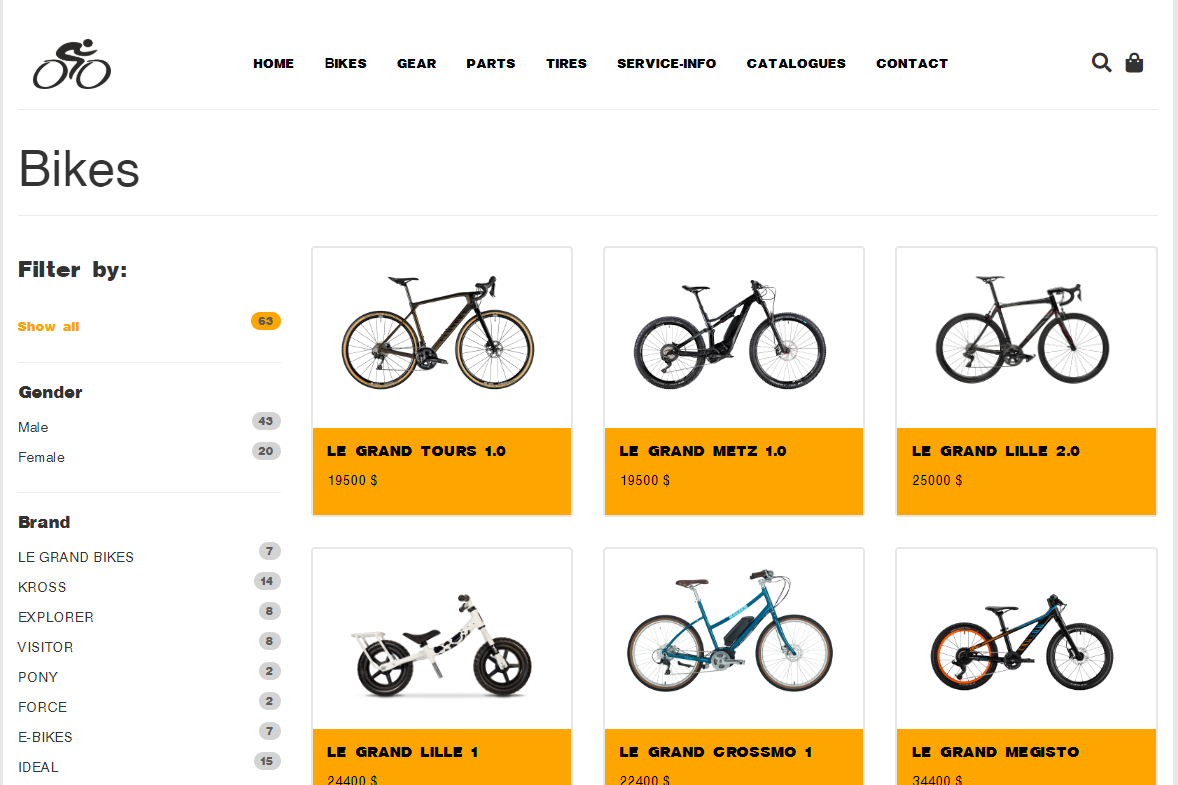 HOME BIKES GEAR PARTS TIRES SERVICE-INFO CATALOGUES CONTACT
Bikes
Filter by:
Show all 63
Gender
Male 43
Female 20
Brand
LE GRAND BIKES 7
KROSS 14
EXPLORER 8
VISITOR 8
PONY 2
FORCE 2
E-BIKES 7
IDEAL 15
LE GRAND TOURS 1.0
19500 $
LE GRAND METZ 1.0
19500 $
LE GRAND LILLE 2.0
25000 $
LE GRAND LILLE 1
24400 $
LE GRAND CROSSMO 1
22400 $
LE GRAND MEGISTO
34400 $